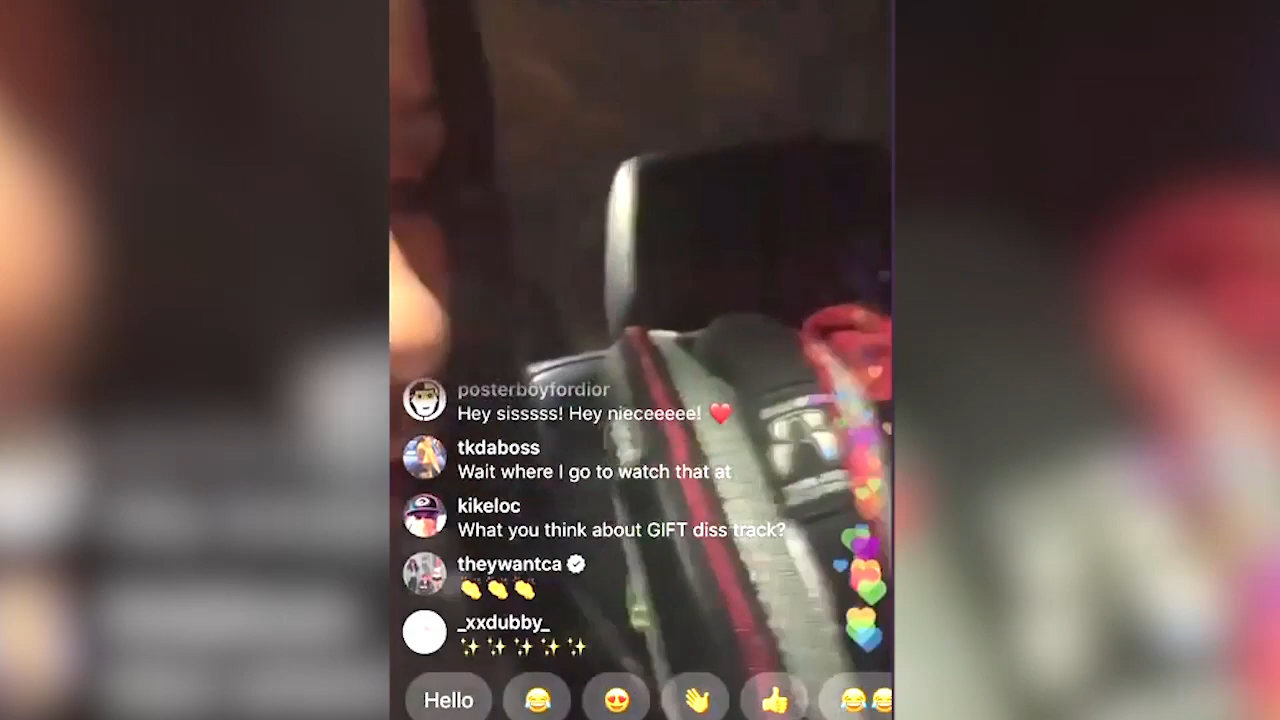 posterboyfordior
Hey sisssss! Hey nieceeeee! ❤️
tkdaboss
Wait where I go to watch that at
kikeloc
What you think about GIFT diss track?
theywantca
👏 👏 👏
_xxdubby_
✨ ✨ ✨ ✨ ✨
Hello 😂 😍 👋 👍 😂😂